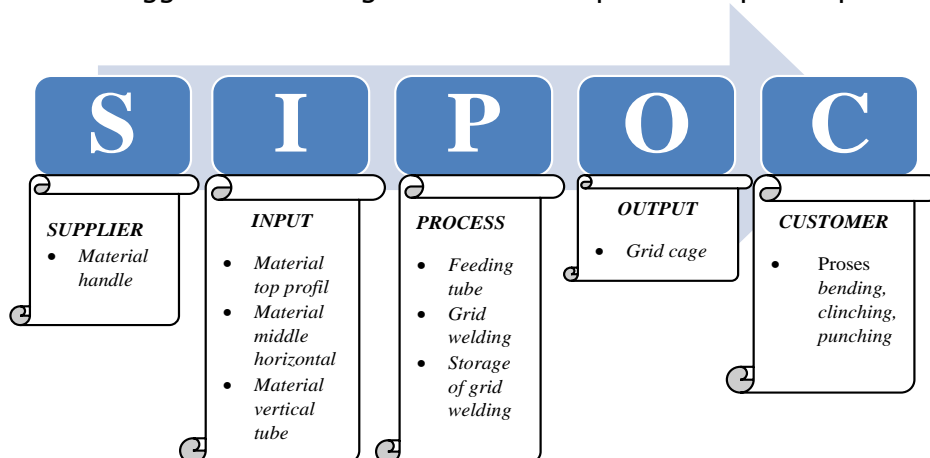 S I P O C
SUPPLIER
• Material
handle
INPUT
• Material
top profil
• Material
middle
horizontal
• Material
vertical
tube
PROCESS
• Feeding
tube
• Grid
welding
• Storage
of grid
welding
OUTPUT
• Grid cage
CUSTOMER
• Proses
bending,
clinching,
punching